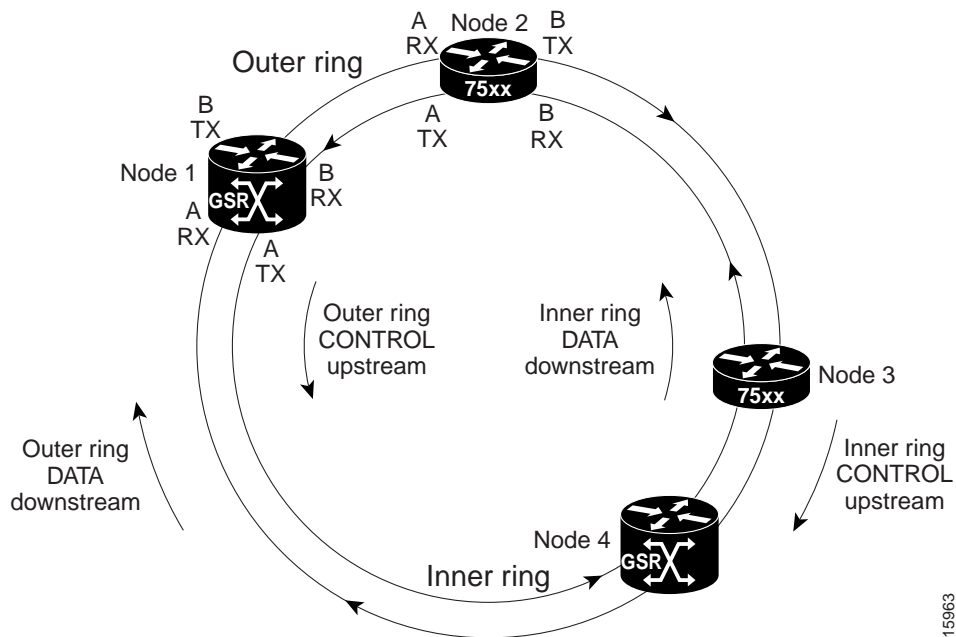 A
RX
Node 2
B
TX
Outer ring
75xx
A
TX
B
RX
B
TX
Node 1
GSR
B
RX
A
RX
A
TX
Outer ring
CONTROL
upstream
Inner ring
DATA
downstream
75xx
Node 3
Outer ring
DATA
downstream
Inner ring
CONTROL
upstream
Node 4
GSR
Inner ring
15963